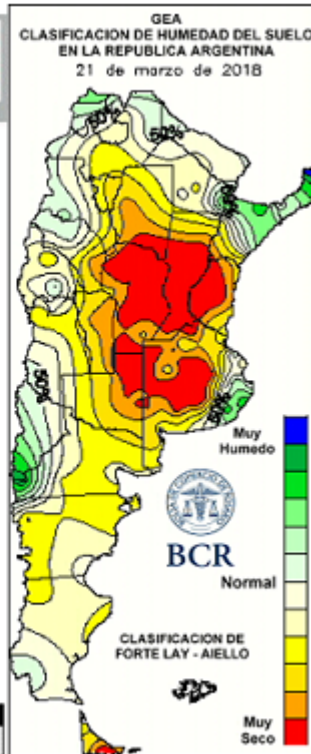 GEA
CLASIFICACION DE HUMEDAD DEL SUELO
EN LA REPUBLICA ARGENTINA
21 de marzo de 2018
50%
50%
50%
50%
Muy
Humedo
BCR
Normal
CLASIFICACION DE
FORTE LAY - AIELLO
Muy
Seco